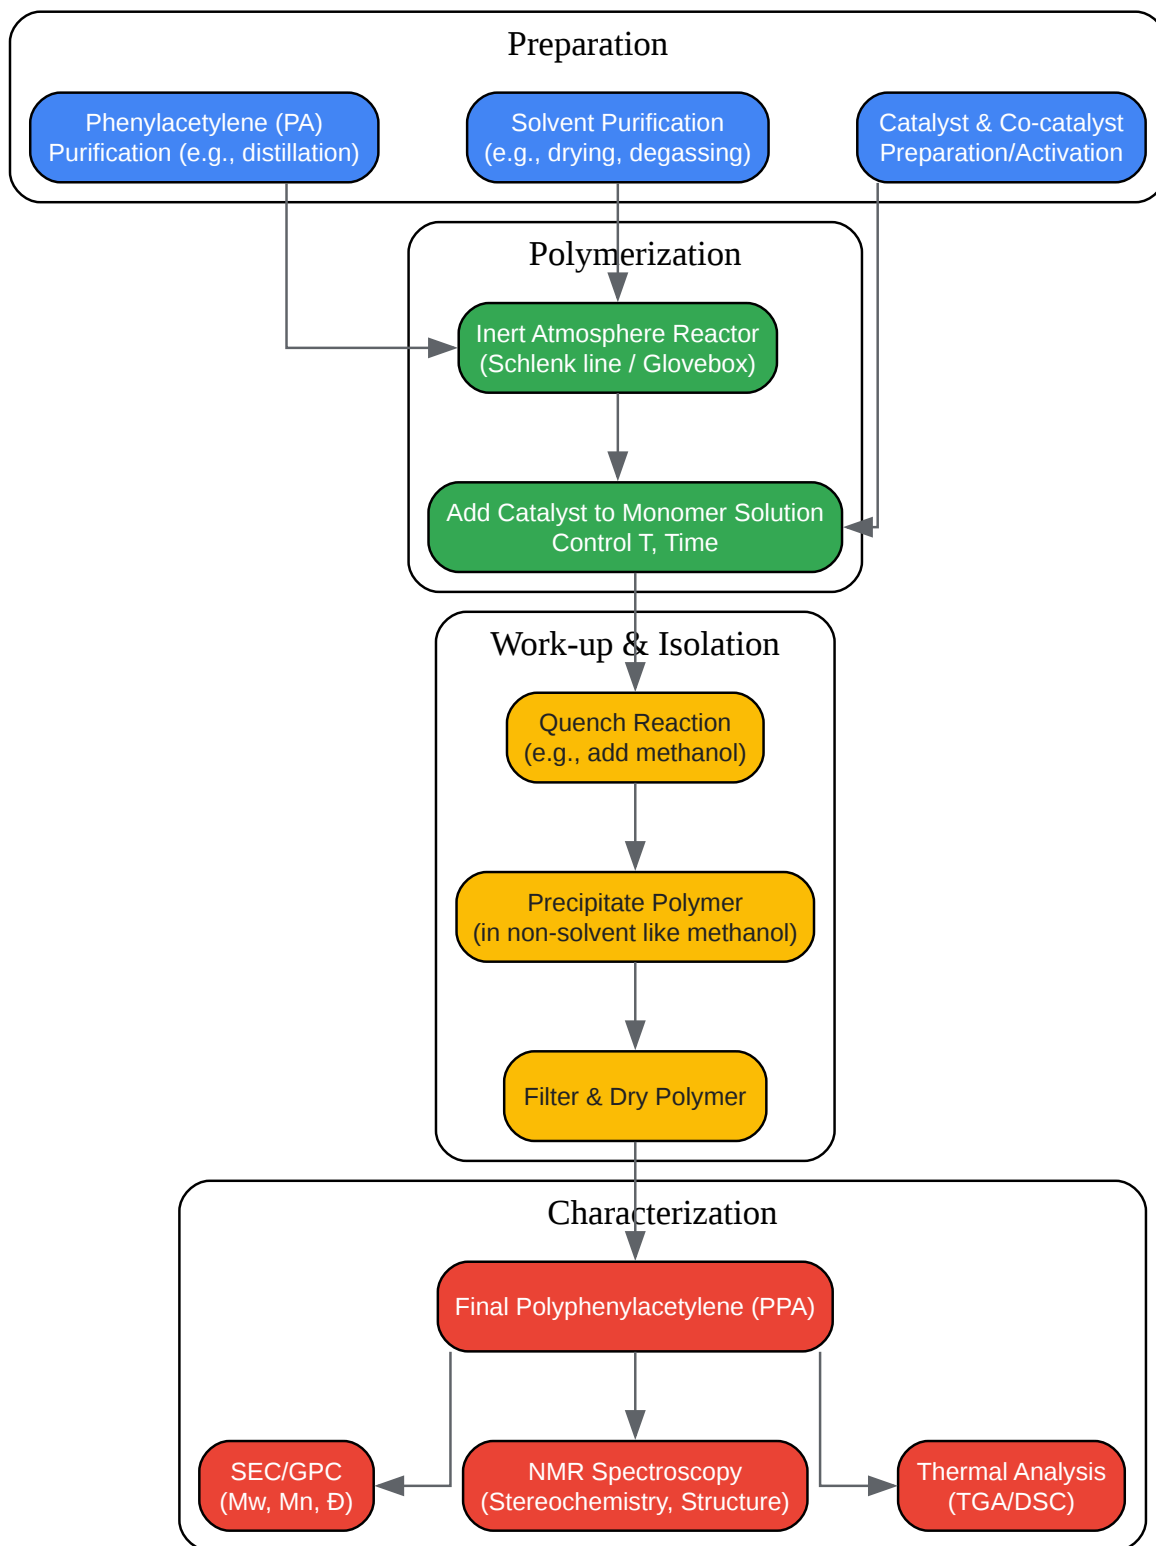 Preparation
Phenylacetylene (PA)
Purification (e.g., distillation)
Solvent Purification
(e.g., drying, degassing)
Catalyst & Co-catalyst
Preparation/Activation
Polymerization
Inert Atmosphere Reactor
(Schlenk line / Glovebox)
Add Catalyst to Monomer Solution
Control T, Time
Work-up & Isolation
Quench Reaction
(e.g., add methanol)
Precipitate Polymer
(in non-solvent like methanol)
Filter & Dry Polymer
Characterization
Final Polyphenylacetylene (PPA)
SEC/GPC
(Mw, Mn, Đ)
NMR Spectroscopy
(Stereochemistry, Structure)
Thermal Analysis
(TGA/DSC)